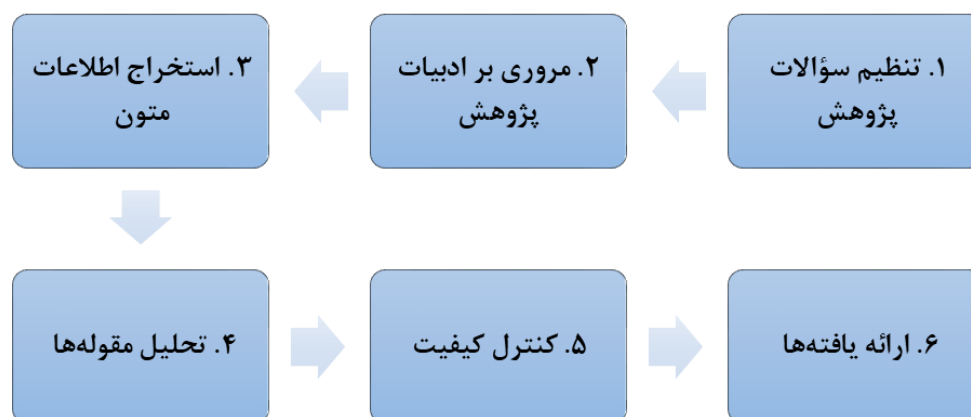 ۱. تنظیم سؤالات
پژوهش
۲. مروری بر ادبیات
پژوهش
۳. استخراج اطلاعات
متون
۴. تحلیل مقوله‌ها
۵. کنترل کیفیت
۶. ارائه یافته‌ها